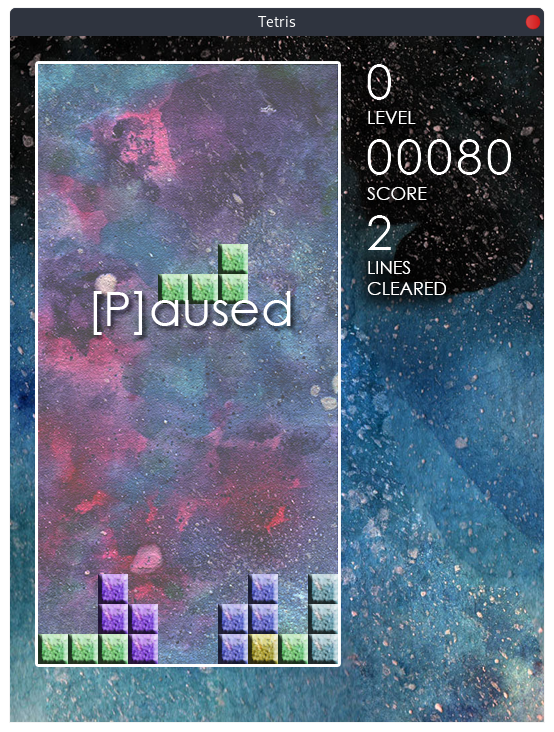 Tetris
0
LEVEL
00080
SCORE
2
LINES
CLEARED
[P]aused